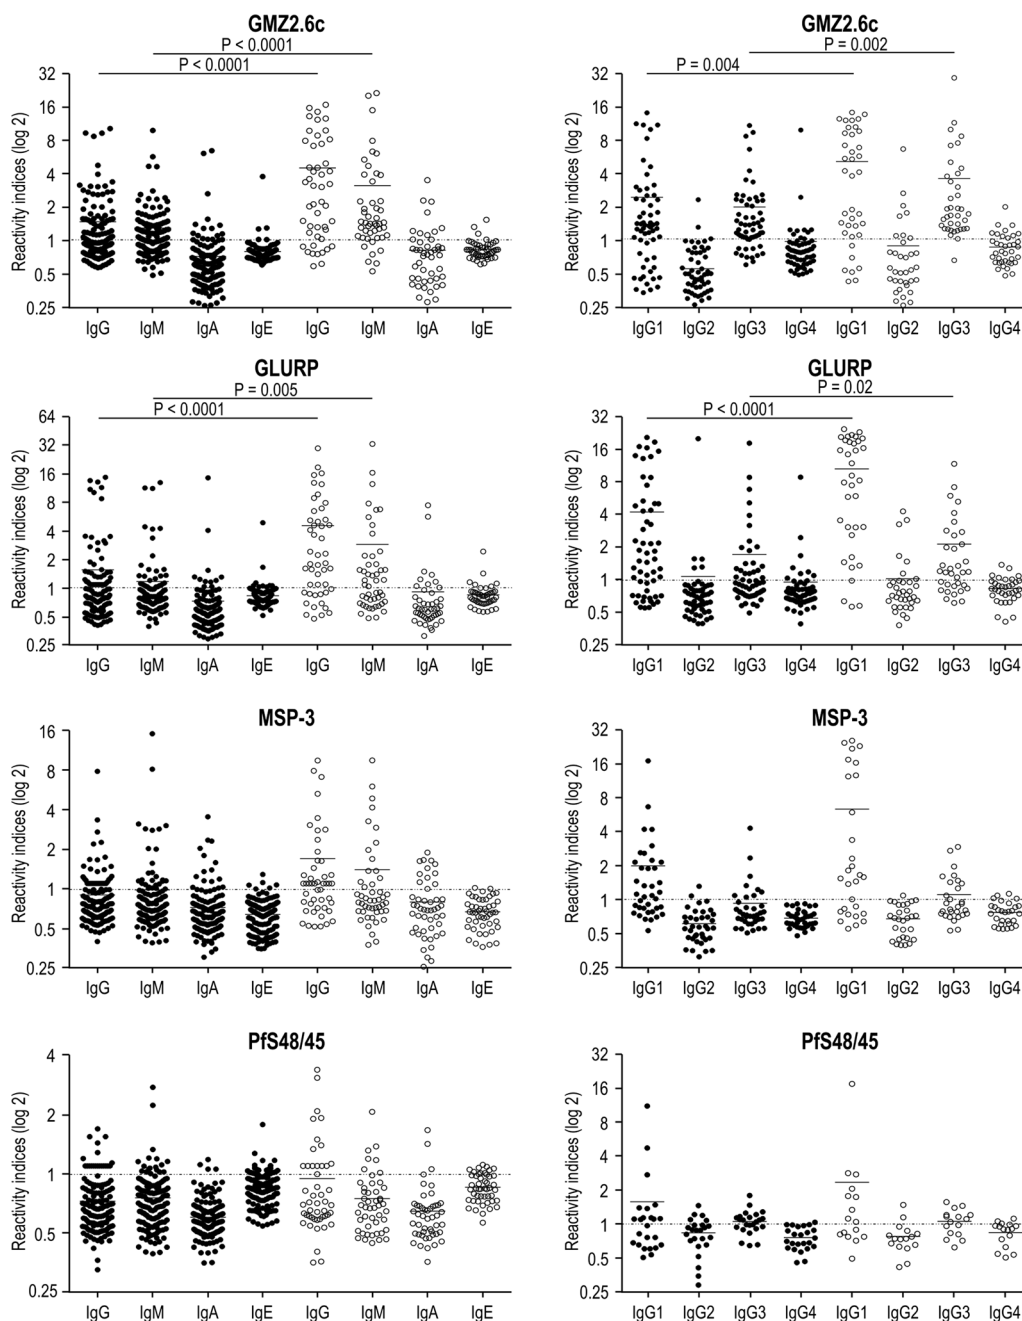 GMZ2.6c
P < 0.0001
P < 0.0001
Reactivity indices (log 2)
32
16
8
4
2
1
0.5
0.25
IgG IgM IgA IgE IgG IgM IgA IgE
GMZ2.6c
P = 0.002
P = 0.004
Reactivity indices (log 2)
32
16
8
4
2
1
0.5
0.25
IgG1 IgG2 IgG3 IgG4 IgG1 IgG2 IgG3 IgG4
GLURP
P = 0.005
P < 0.0001
Reactivity indices (log 2)
64
32
16
8
4
2
1
0.5
0.25
IgG IgM IgA IgE IgG IgM IgA IgE
GLURP
P = 0.02
P < 0.0001
Reactivity indices (log 2)
32
16
8
4
2
1
0.5
0.25
IgG1 IgG2 IgG3 IgG4 IgG1 IgG2 IgG3 IgG4
MSP-3
Reactivity indices (log 2)
16
8
4
2
1
0.5
0.25
IgG IgM IgA IgE IgG IgM IgA IgE
MSP-3
Reactivity indices (log 2)
32
16
8
4
2
1
0.5
0.25
IgG1 IgG2 IgG3 IgG4 IgG1 IgG2 IgG3 IgG4
PfS48/45
Reactivity indices (log 2)
4
2
1
0.5
0.25
IgG IgM IgA IgE IgG IgM IgA IgE
PfS48/45
Reactivity indices (log 2)
32
16
8
4
2
1
0.5
0.25
IgG1 IgG2 IgG3 IgG4 IgG1 IgG2 IgG3 IgG4